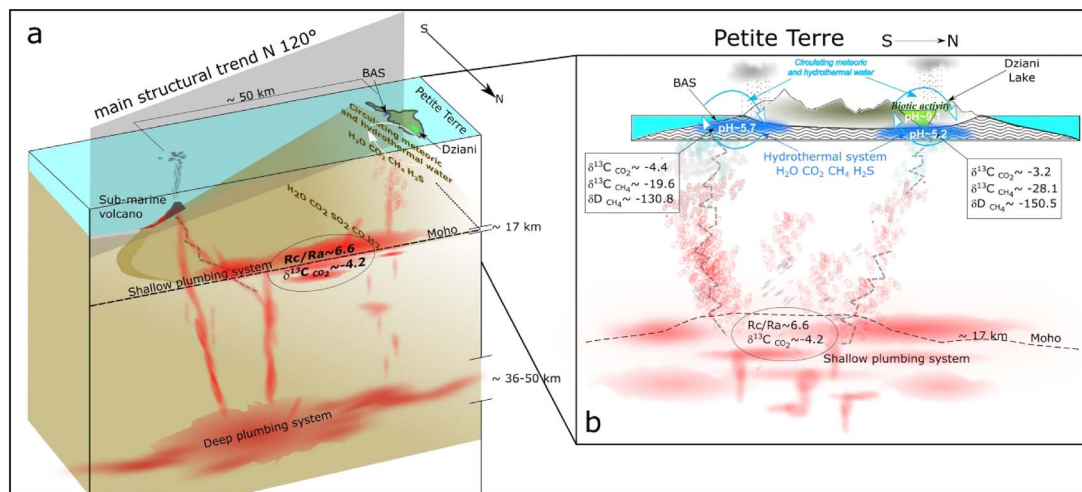 a
main structural trend N 120°
S
N
~ 50 km
BAS
Petite Terre
Dziani
Circulating meteoric
and hydrothermal water
H₂O CO₂ CH₄ H₂S
H₂O CO₂ SO₂ CO H₂
Sub-marine
volcano
Moho
~ 17 km
Shallow plumbing system
Rc/Ra~6.6
δ¹³C CO₂~-4.2
~ 36-50 km
Deep plumbing system
Petite Terre
S N
Circulating meteoric
and hydrothermal water
BAS
Dziani
Lake
Biotic activity
pH~5.7
pH~5.2
Hydrothermal system
H₂O CO₂ CH₄ H₂S
δ¹³C CO₂~ -4.4
δ¹³C CH₄~ -19.6
δD CH₄~ -130.8
δ¹³C CO₂~ -3.2
δ¹³C CH₄~ -28.1
δD CH₄~ -150.5
Rc/Ra~6.6
δ¹³C CO₂~-4.2
~ 17 km
Moho
Shallow plumbing system
b